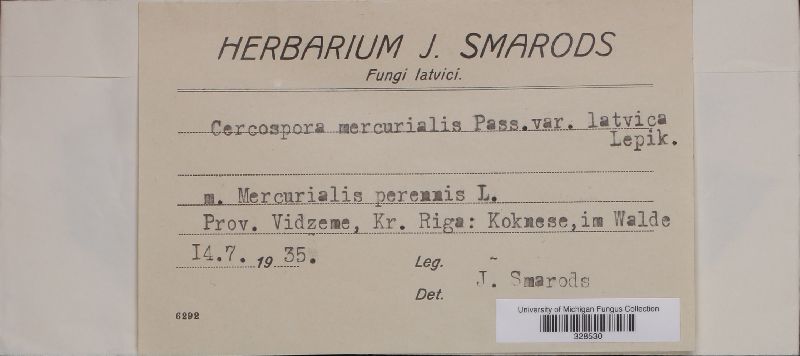 HERBARIUM J. SMARODS
Fungi latvici.
Cercospora mercurialis Pass.var. latvica
Lepik.
m. Mercurialis perennis L.
Prov. Vidzeme, Kr. Riga: Koknese, im Walde
14.7. 19 35.
Leg.
J. Smarods
Det.
6292
University of Michigan Fungus Collection
328530